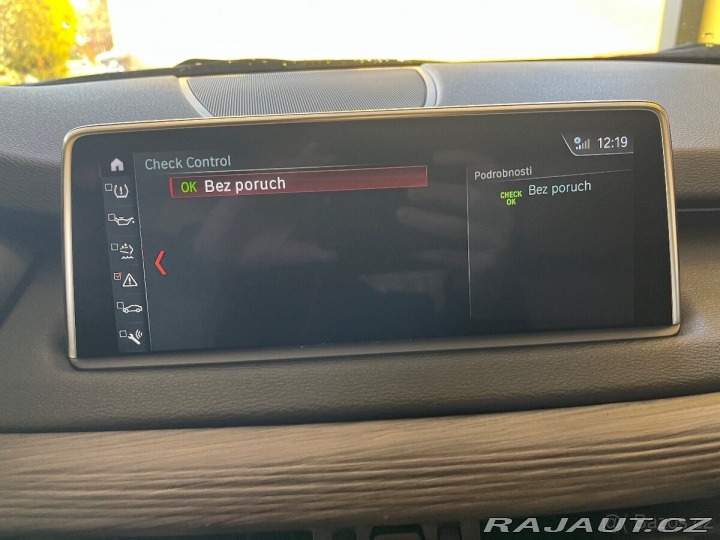 12:19
Check Control
OK Bez poruch
Podrobnosti
CHECK OK Bez poruch
RAJAUT.CZ